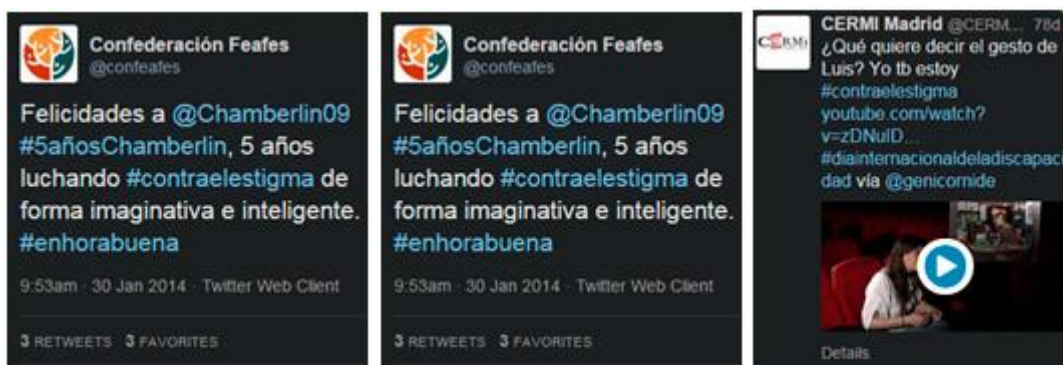 Confederación Feafes
@confeafes
Felicidades a @Chamberlin09
#5añosChamberlin, 5 años
luchando #contraelestigma de
forma imaginativa e inteligente.
#enhorabuena
9:53am · 30 Jan 2014 · Twitter Web Client
3 RETWEETS 3 FAVORITES
Confederación Feafes
@confeafes
Felicidades a @Chamberlin09
#5añosChamberlin, 5 años
luchando #contraelestigma de
forma imaginativa e inteligente.
#enhorabuena
9:53am · 30 Jan 2014 · Twitter Web Client
3 RETWEETS 3 FAVORITES
CERMI
CERMI Madrid @CERM... 78d
¿Qué quiere decir el gesto de
Luis? Yo tb estoy
#contraelestigma
youtube.com/watch?
v=zDNulD...
#diainternacionaldeladiscapaci
dad vía @genicornide
Details